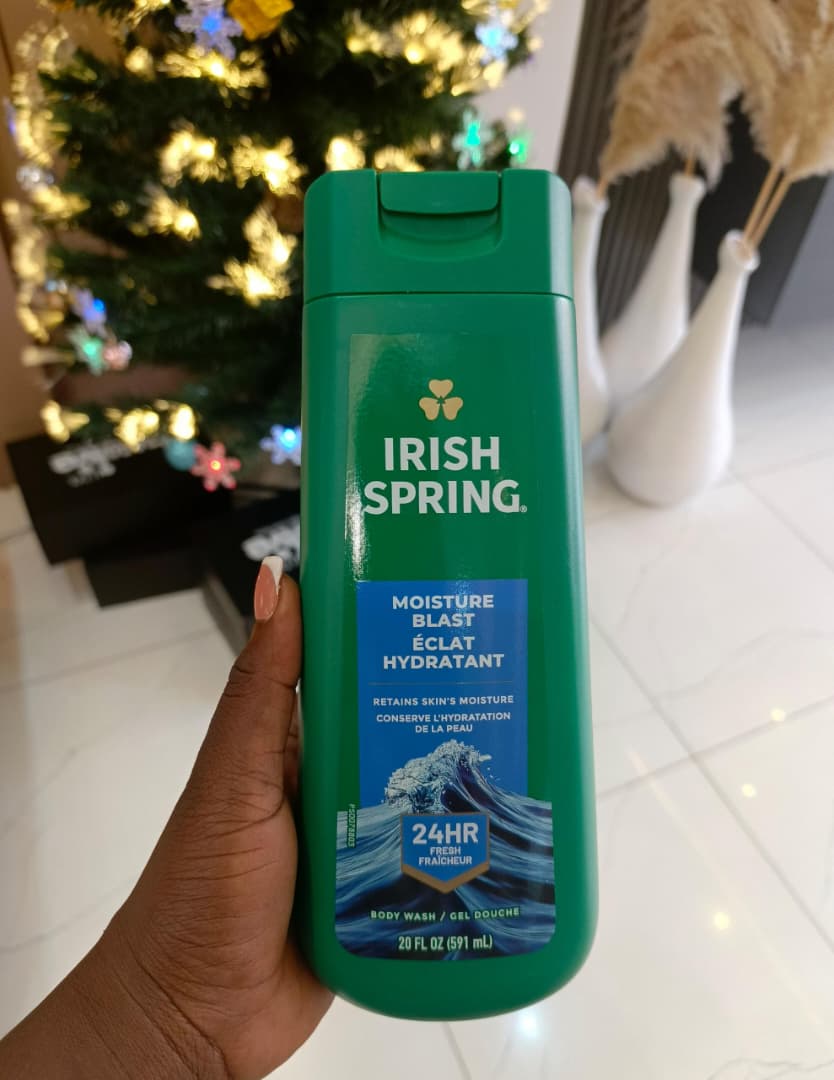 IRISH
SPRING®
MOISTURE
BLAST
ÉCLAT
HYDRATANT
RETAINS SKIN'S MOISTURE
CONSERVE L'HYDRATATION
DE LA PEAU
24HR
FRESH
FRAÎCHEUR
BODY WASH / GEL DOUCHE
20 FL OZ (591 mL)